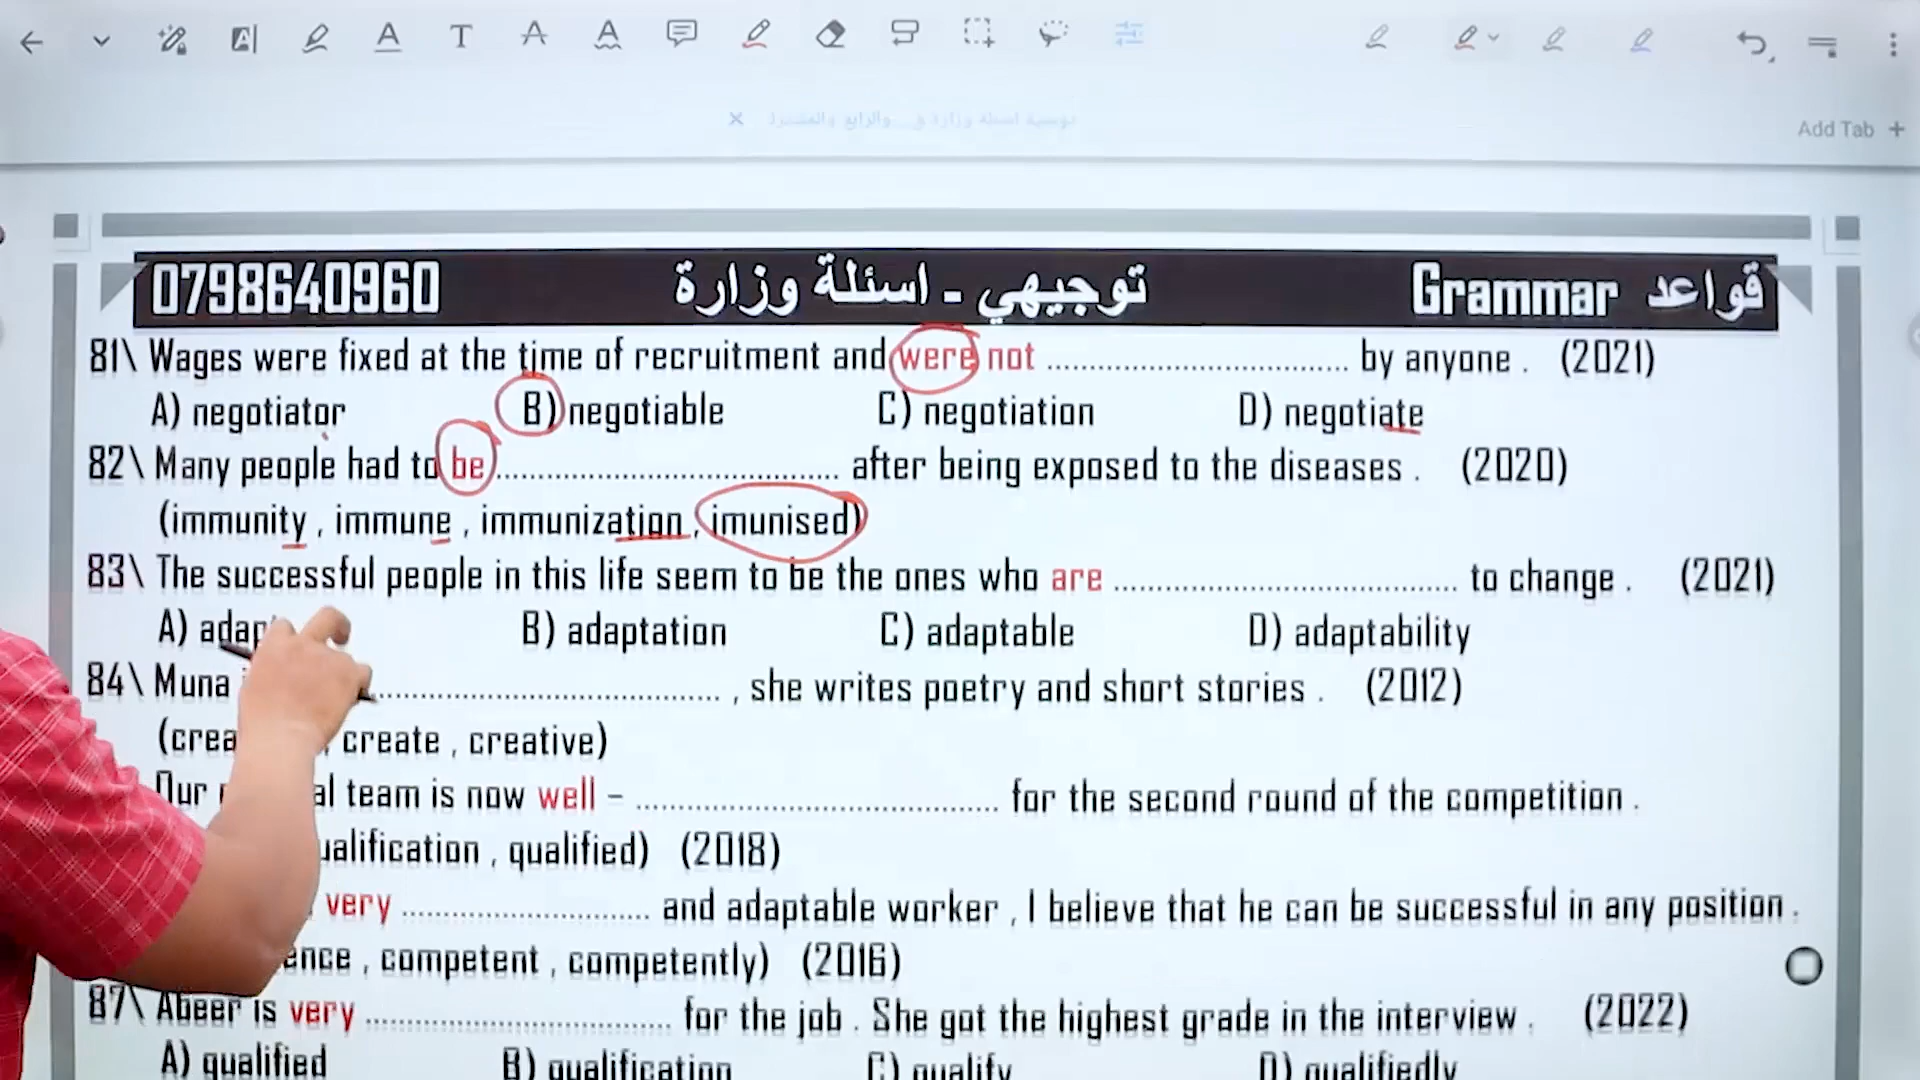 Add Tab
0798640960 توجيهي - اسئلة وزارة Grammar قواعد
81\ Wages were fixed at the time of recruitment and were not .................... by anyone . (2021)
A) negotiator B) negotiable C) negotiation D) negotiate
82\ Many people had to be .................... after being exposed to the diseases . (2020)
(immunity , immune , immunization , imunised)
83\ The successful people in this life seem to be the ones who are .................... to change . (2021)
A) B) adaptation C) adaptable D) adaptability
84\ Muna .................... , she writes poetry and short stories . (2012)
create , creative)
Our team is now well - .................... for the second round of the competition .
qualified) (2018)
very .................... and adaptable worker , I believe that he can be successful in any position .
, competent , competently) (2016)
87\ Abeer is very .................... for the job . She got the highest grade in the interview . (2022)
A) qualified B) qualification C) qualify D) qualifiedly